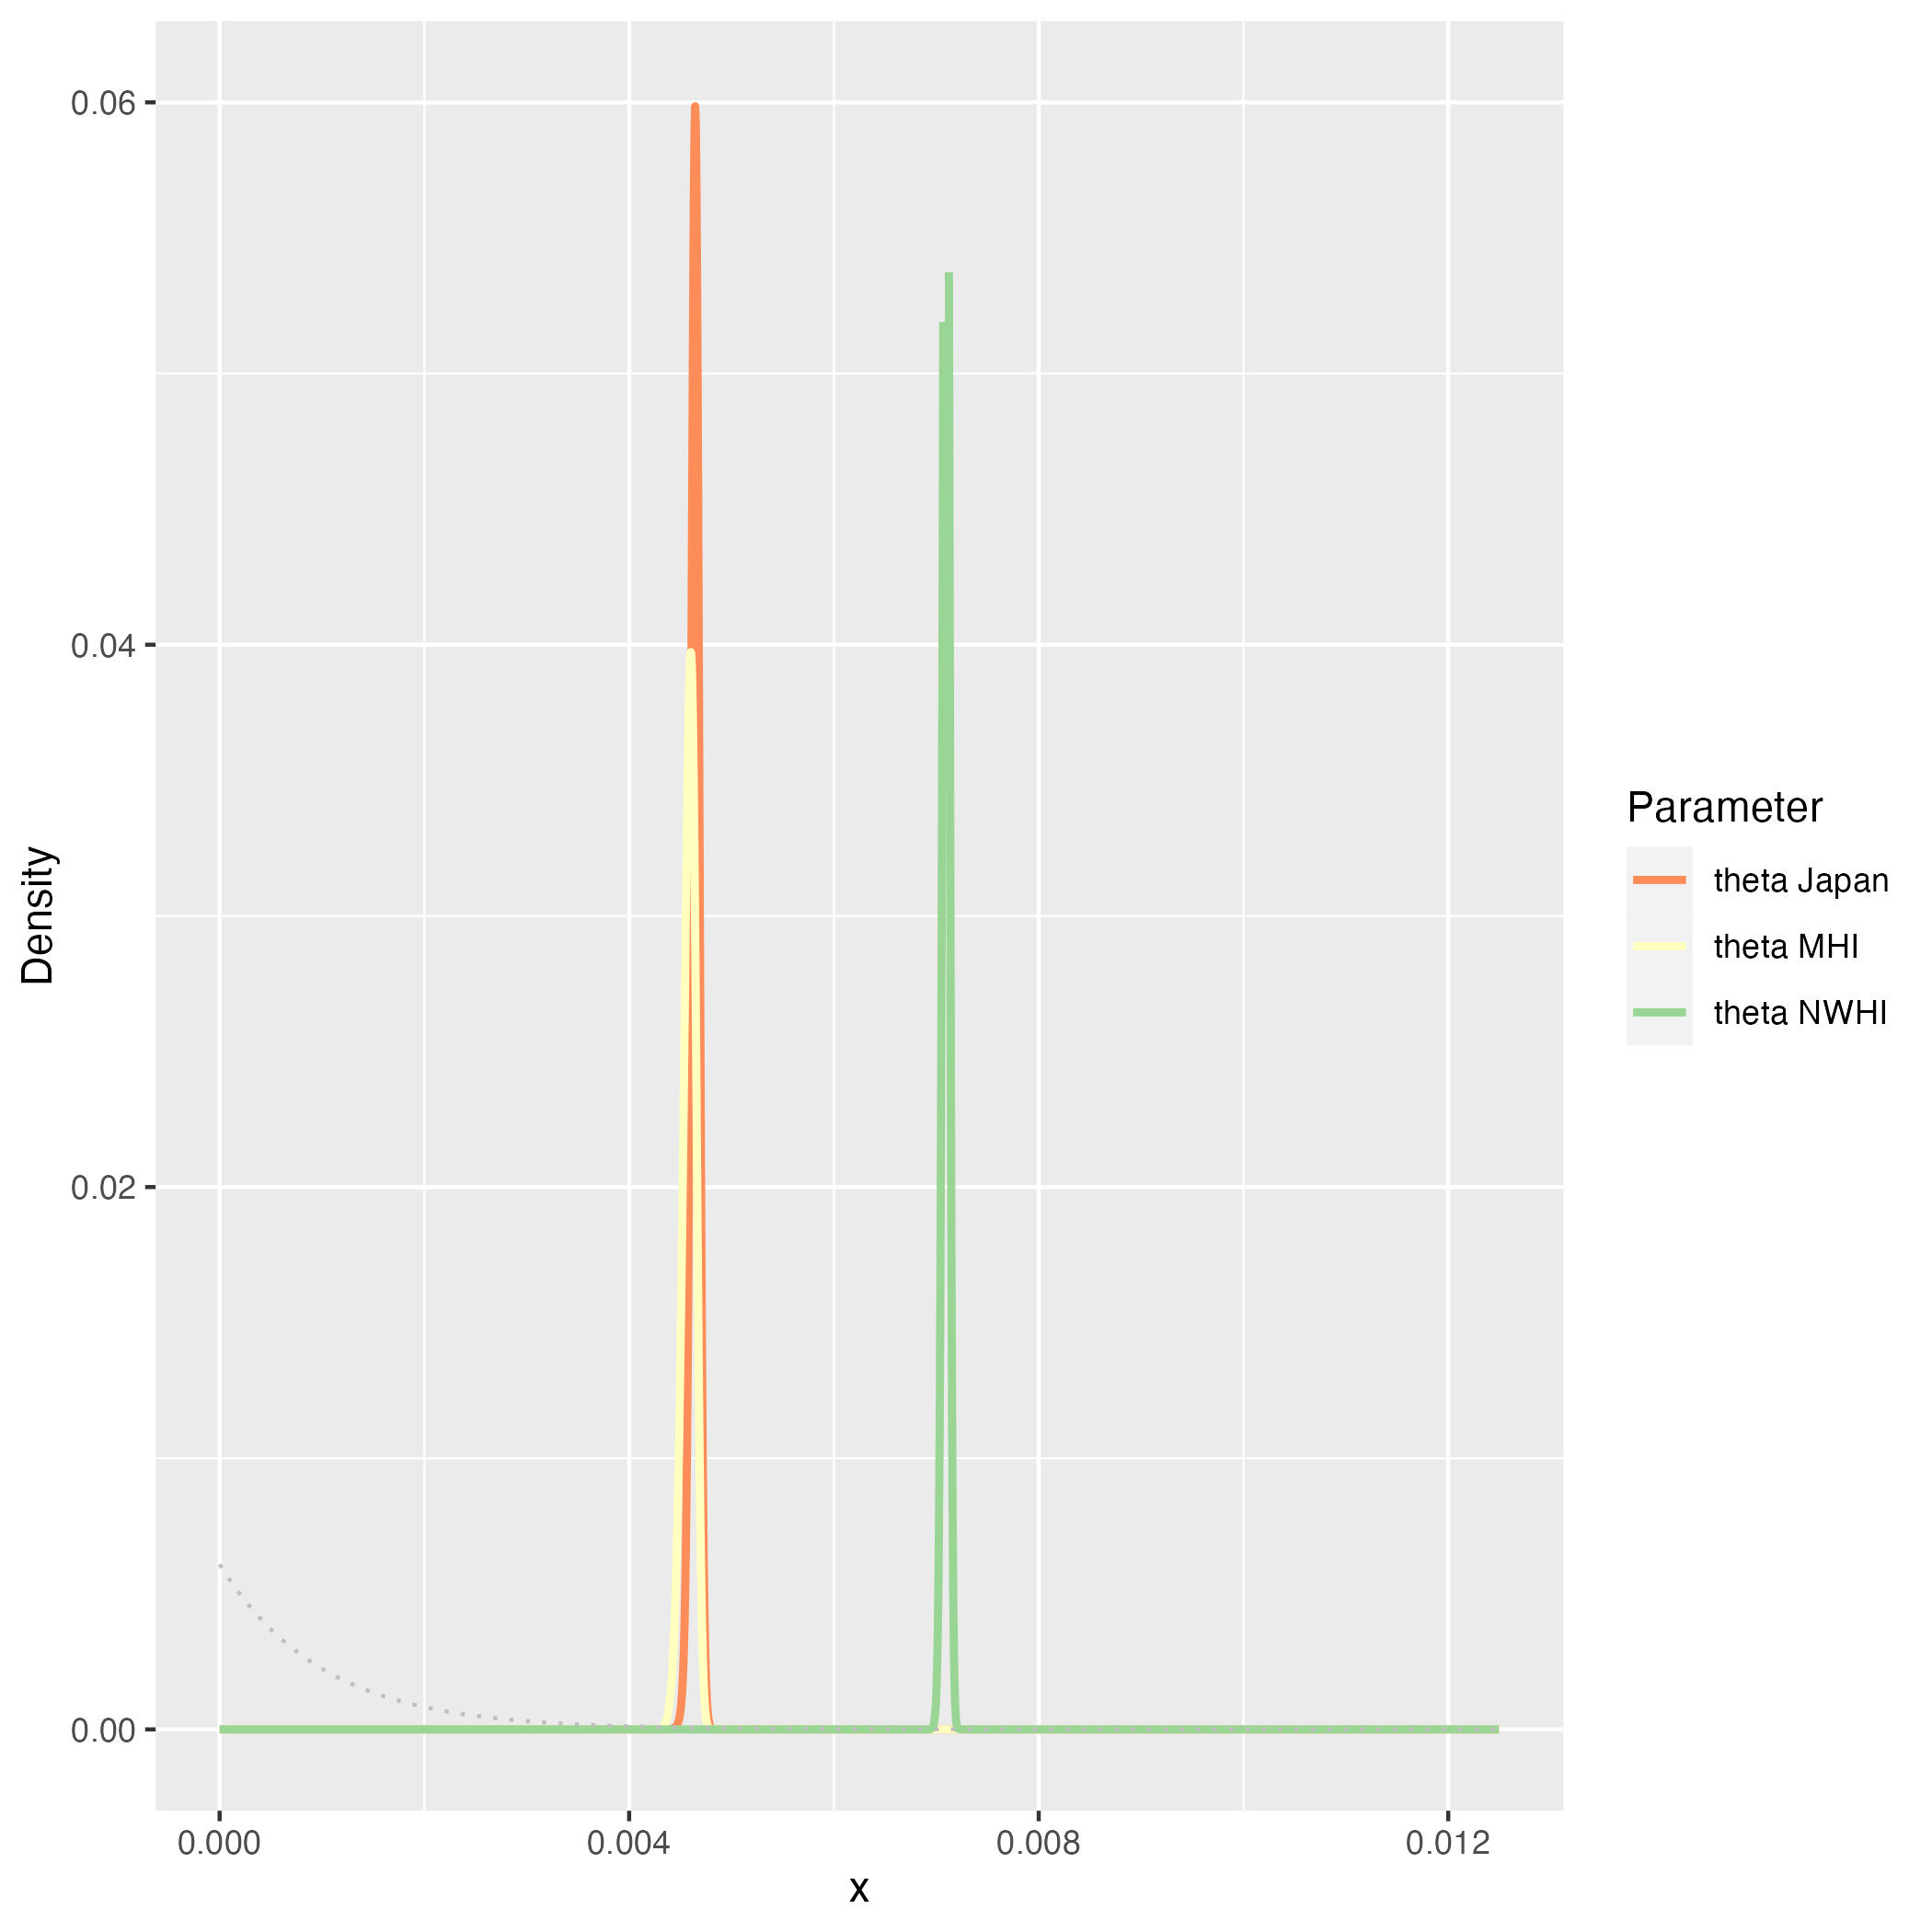 0.06
0.04
0.02
0.00
Density
0.000
0.004
0.008
0.012
x
Parameter
theta Japan
theta MHI
theta NWHI